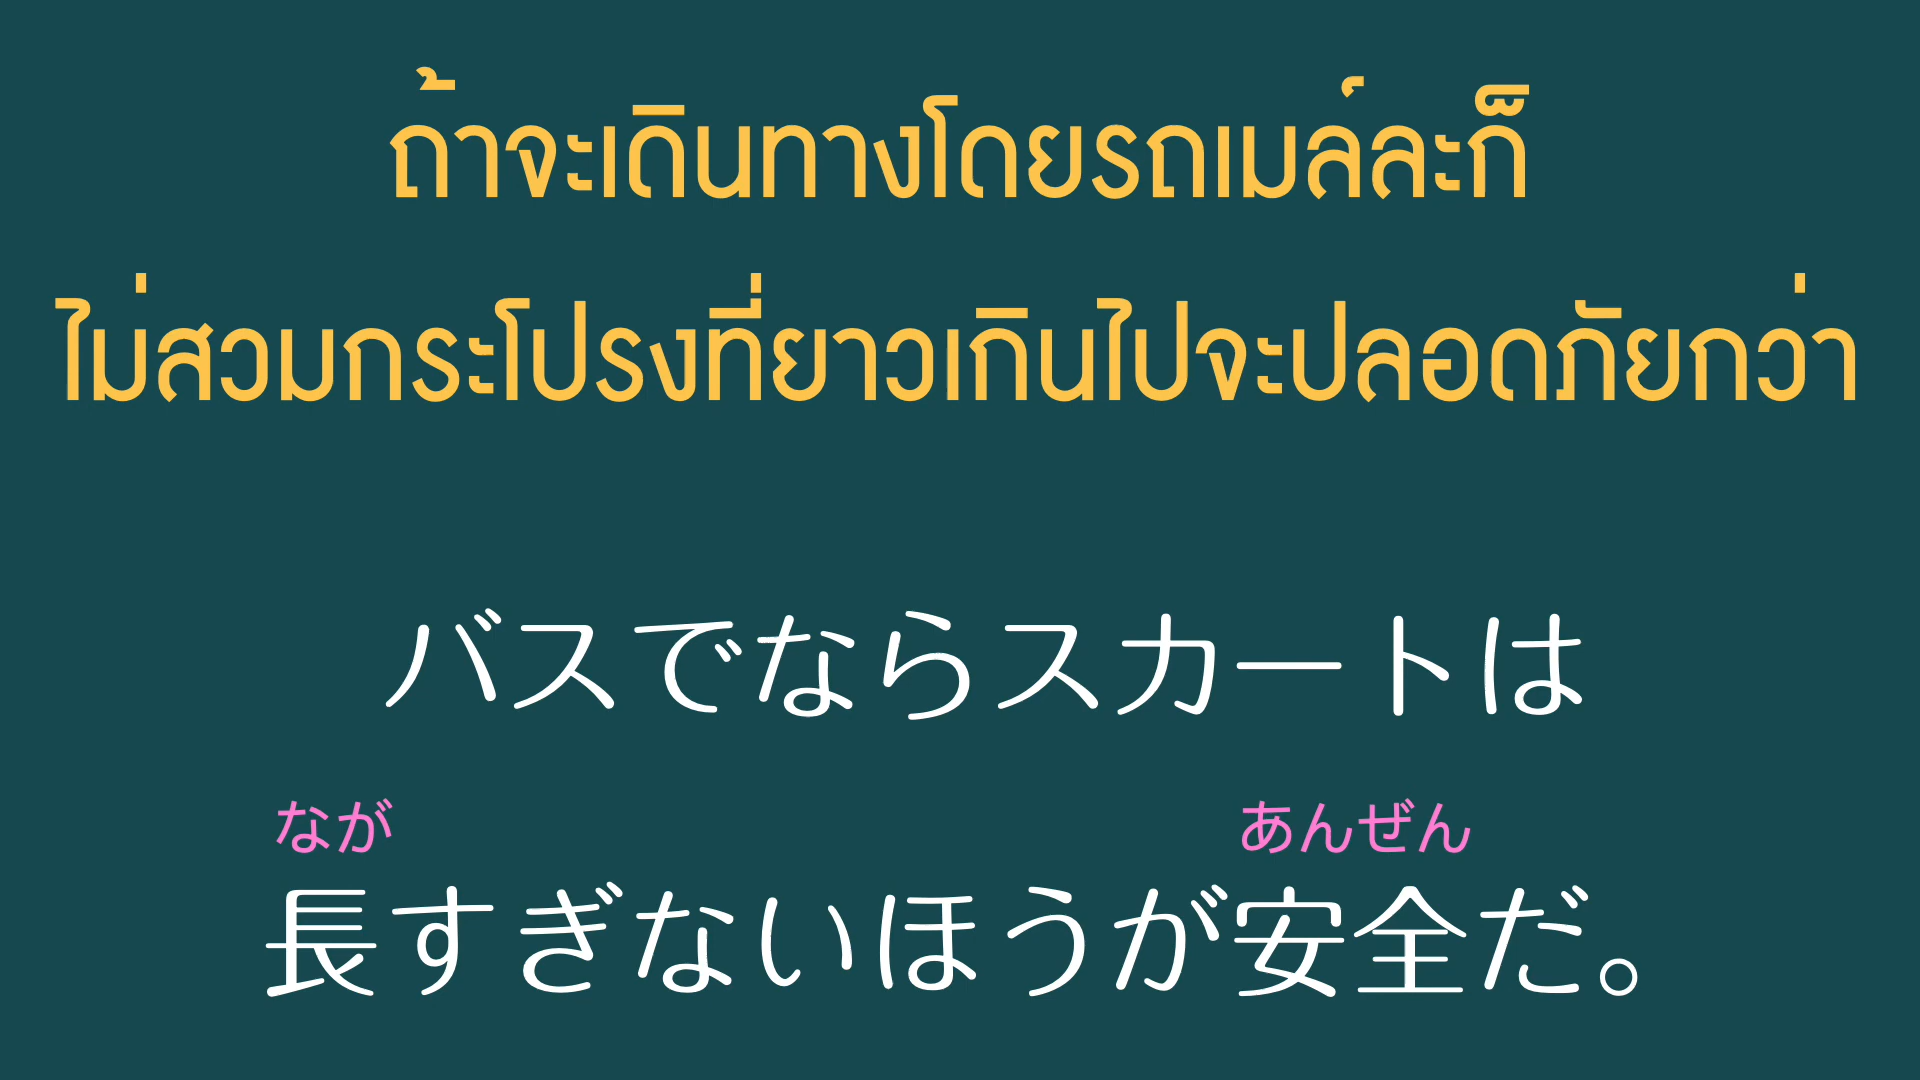 ถ้าจะเดินทางโดยรถเมล์ละก็
ไม่สวมกระโปรงที่ยาวเกินไปจะปลอดภัยกว่า
バスでならスカートは
なが あんぜん
長すぎないほうが安全だ。